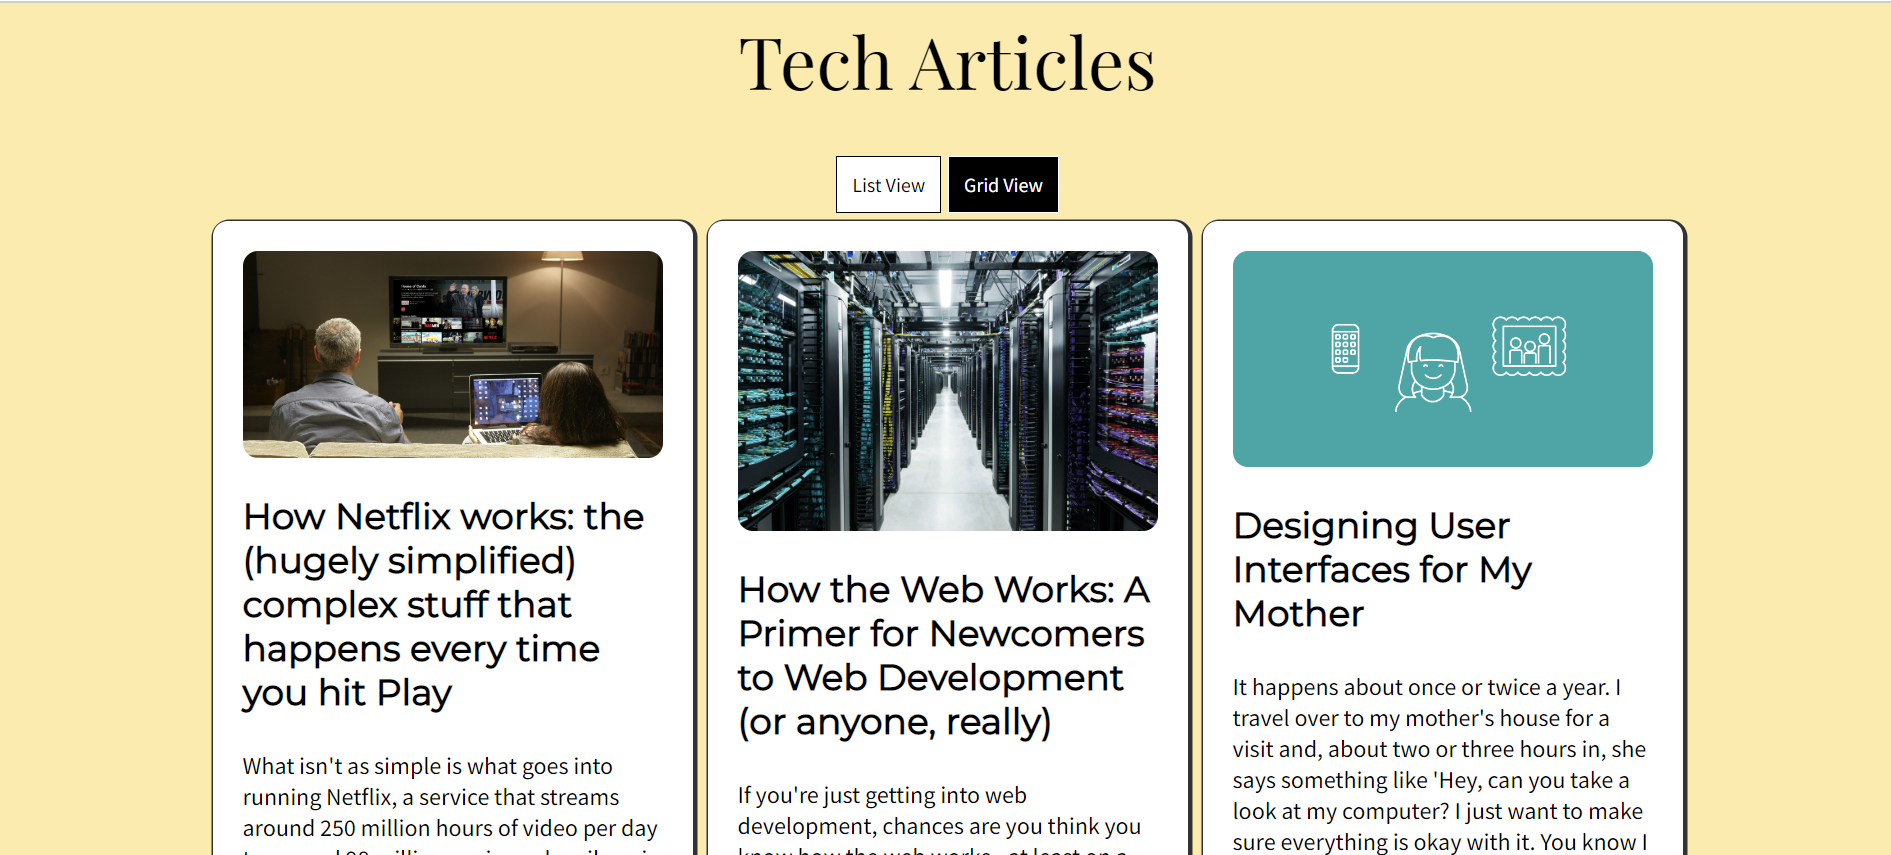 Tech Articles
List View
Grid View
How Netflix works: the
(hugely simplified)
complex stuff that
happens every time
you hit Play
What isn't as simple is what goes into
running Netflix, a service that streams
around 250 million hours of video per day
How the Web Works: A
Primer for Newcomers
to Web Development
(or anyone, really)
If you're just getting into web
development, chances are you think you
Designing User
Interfaces for My
Mother
It happens about once or twice a year. I
travel over to my mother's house for a
visit and, about two or three hours in, she
says something like 'Hey, can you take a
look at my computer? I just want to make
sure everything is okay with it. You know I